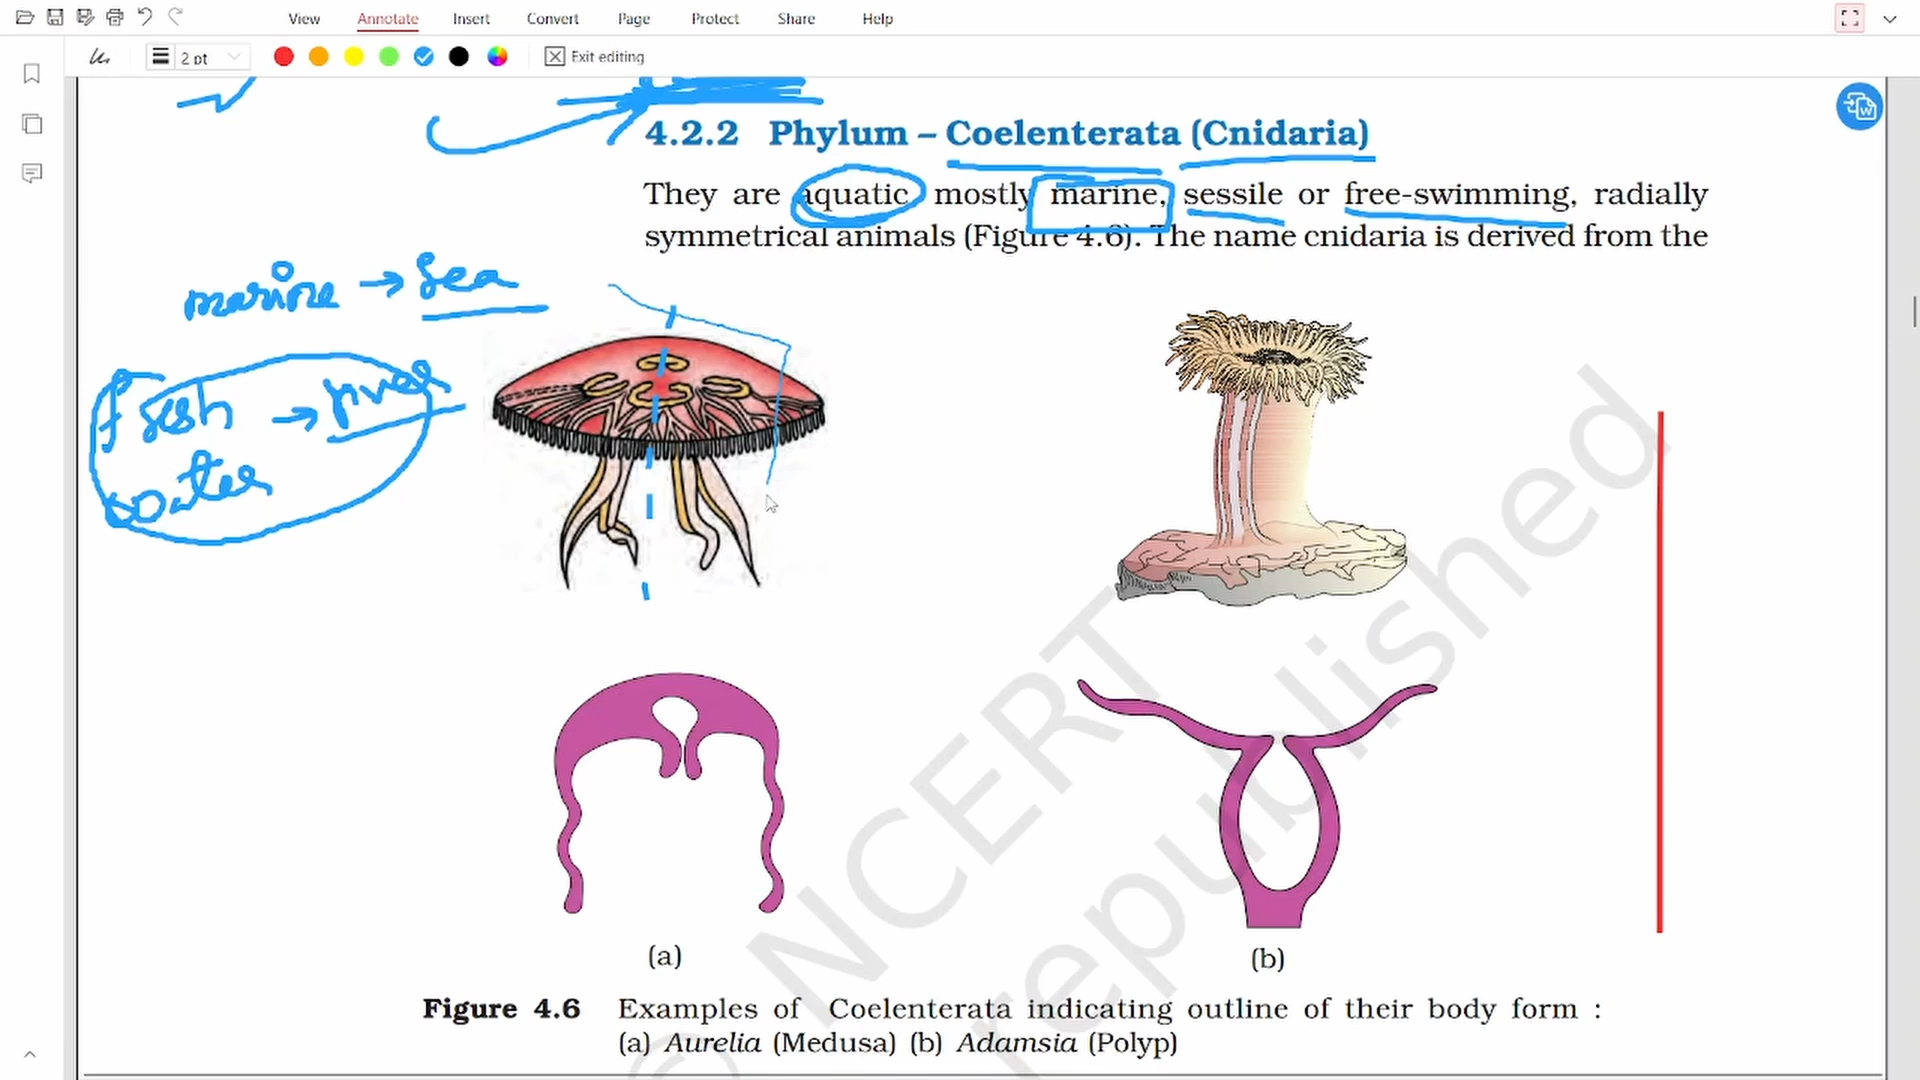 View Annotate Insert Convert Page Protect Share Help
2 pt Exit editing
4.2.2 Phylum – Coelenterata (Cnidaria)
They are aquatic mostly marine, sessile or free-swimming, radially
symmetrical animals (Figure 4.6). The name cnidaria is derived from the
marine → Sea
fresh → river
water
© NCERT
republished
(a)
(b)
Figure 4.6 Examples of Coelenterata indicating outline of their body form :
(a) Aurelia (Medusa) (b) Adamsia (Polyp)